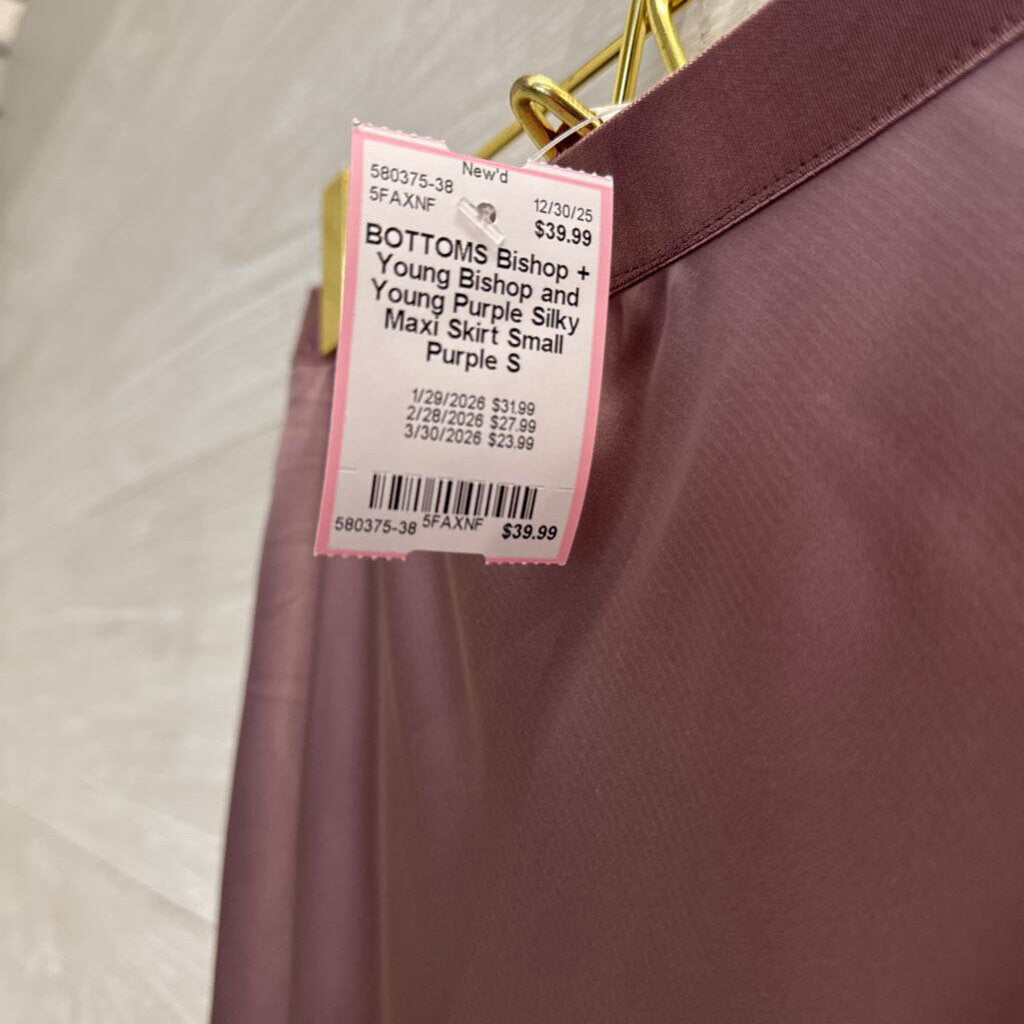 New'd
580375-38
5FAXNF
12/30/25
$39.99
BOTTOMS Bishop +
Young Bishop and
Young Purple Silky
Maxi Skirt Small
Purple S
1/29/2026 $31.99
2/28/2026 $27.99
3/30/2026 $23.99
580375-38 5FAXNF $39.99